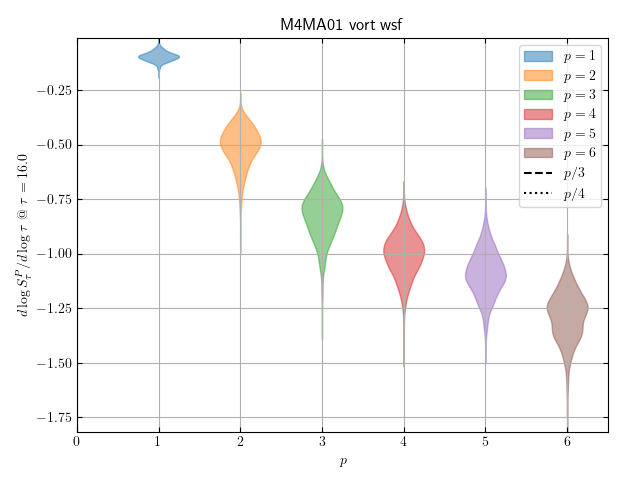 M4MA01 vort wsf
d log S_τ^p / d log τ @ τ = 16.0
−0.25
−0.50
−0.75
−1.00
−1.25
−1.50
−1.75
0 1 2 3 4 5 6
p
p = 1
p = 2
p = 3
p = 4
p = 5
p = 6
p/3
p/4